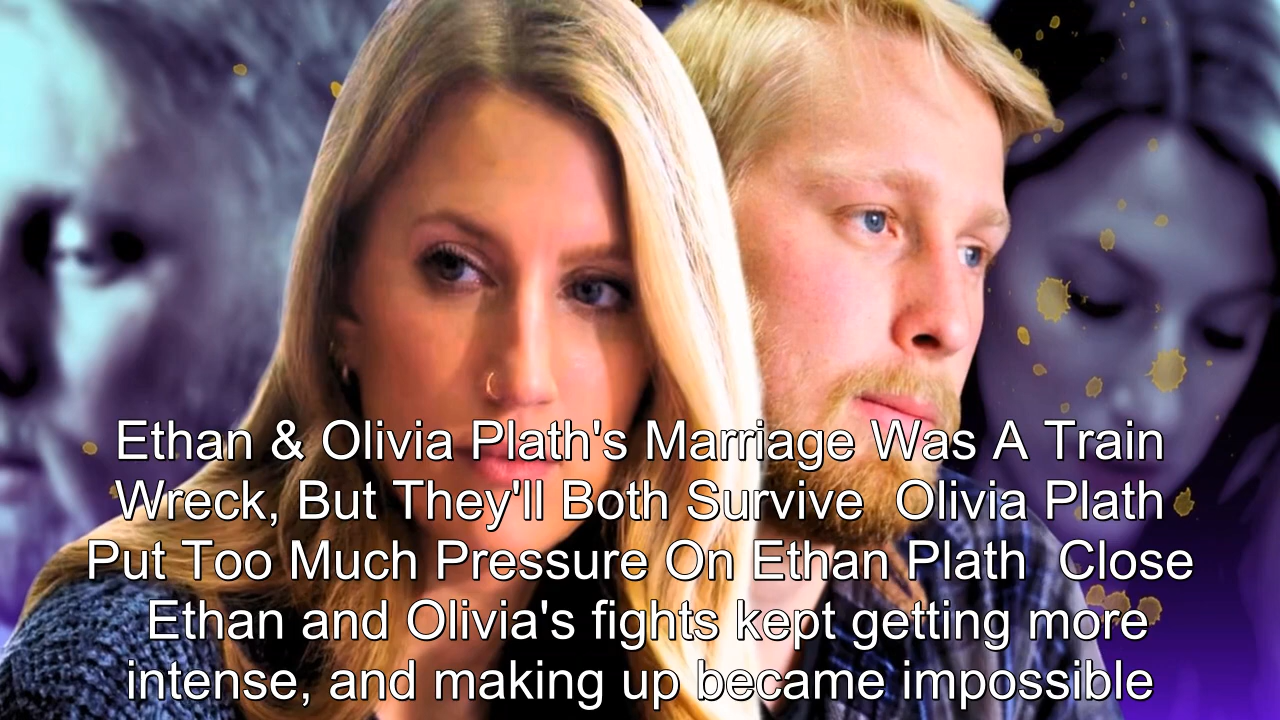 Ethan & Olivia Plath's Marriage Was A Train
Wreck, But They'll Both Survive  Olivia Plath
Put Too Much Pressure On Ethan Plath  Close
Ethan and Olivia's fights kept getting more
intense, and making up became impossible